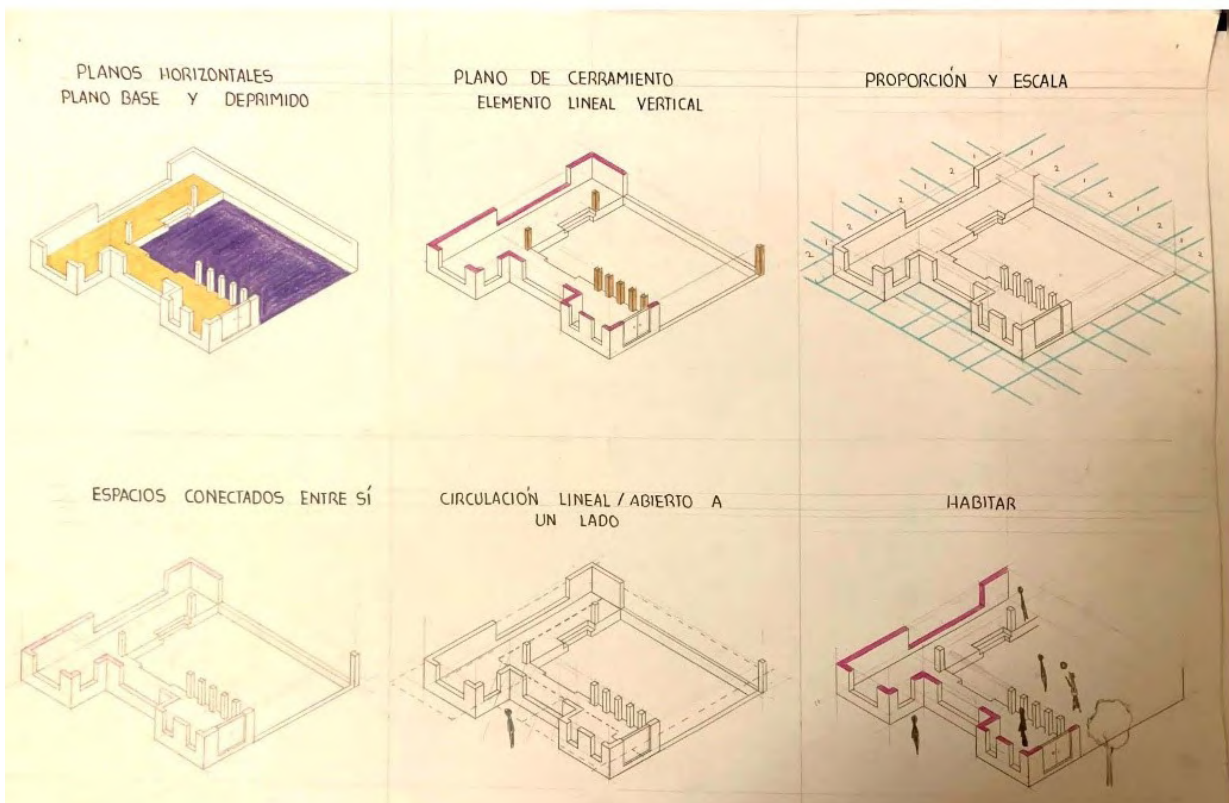 PLANOS HORIZONTALES
PLANO BASE Y DEPRIMIDO
PLANO DE CERRAMIENTO
ELEMENTO LINEAL VERTICAL
PROPORCIÓN Y ESCALA
ESPACIOS CONECTADOS ENTRE SÍ
CIRCULACIÓN LINEAL / ABIERTO A
UN LADO
HABITAR